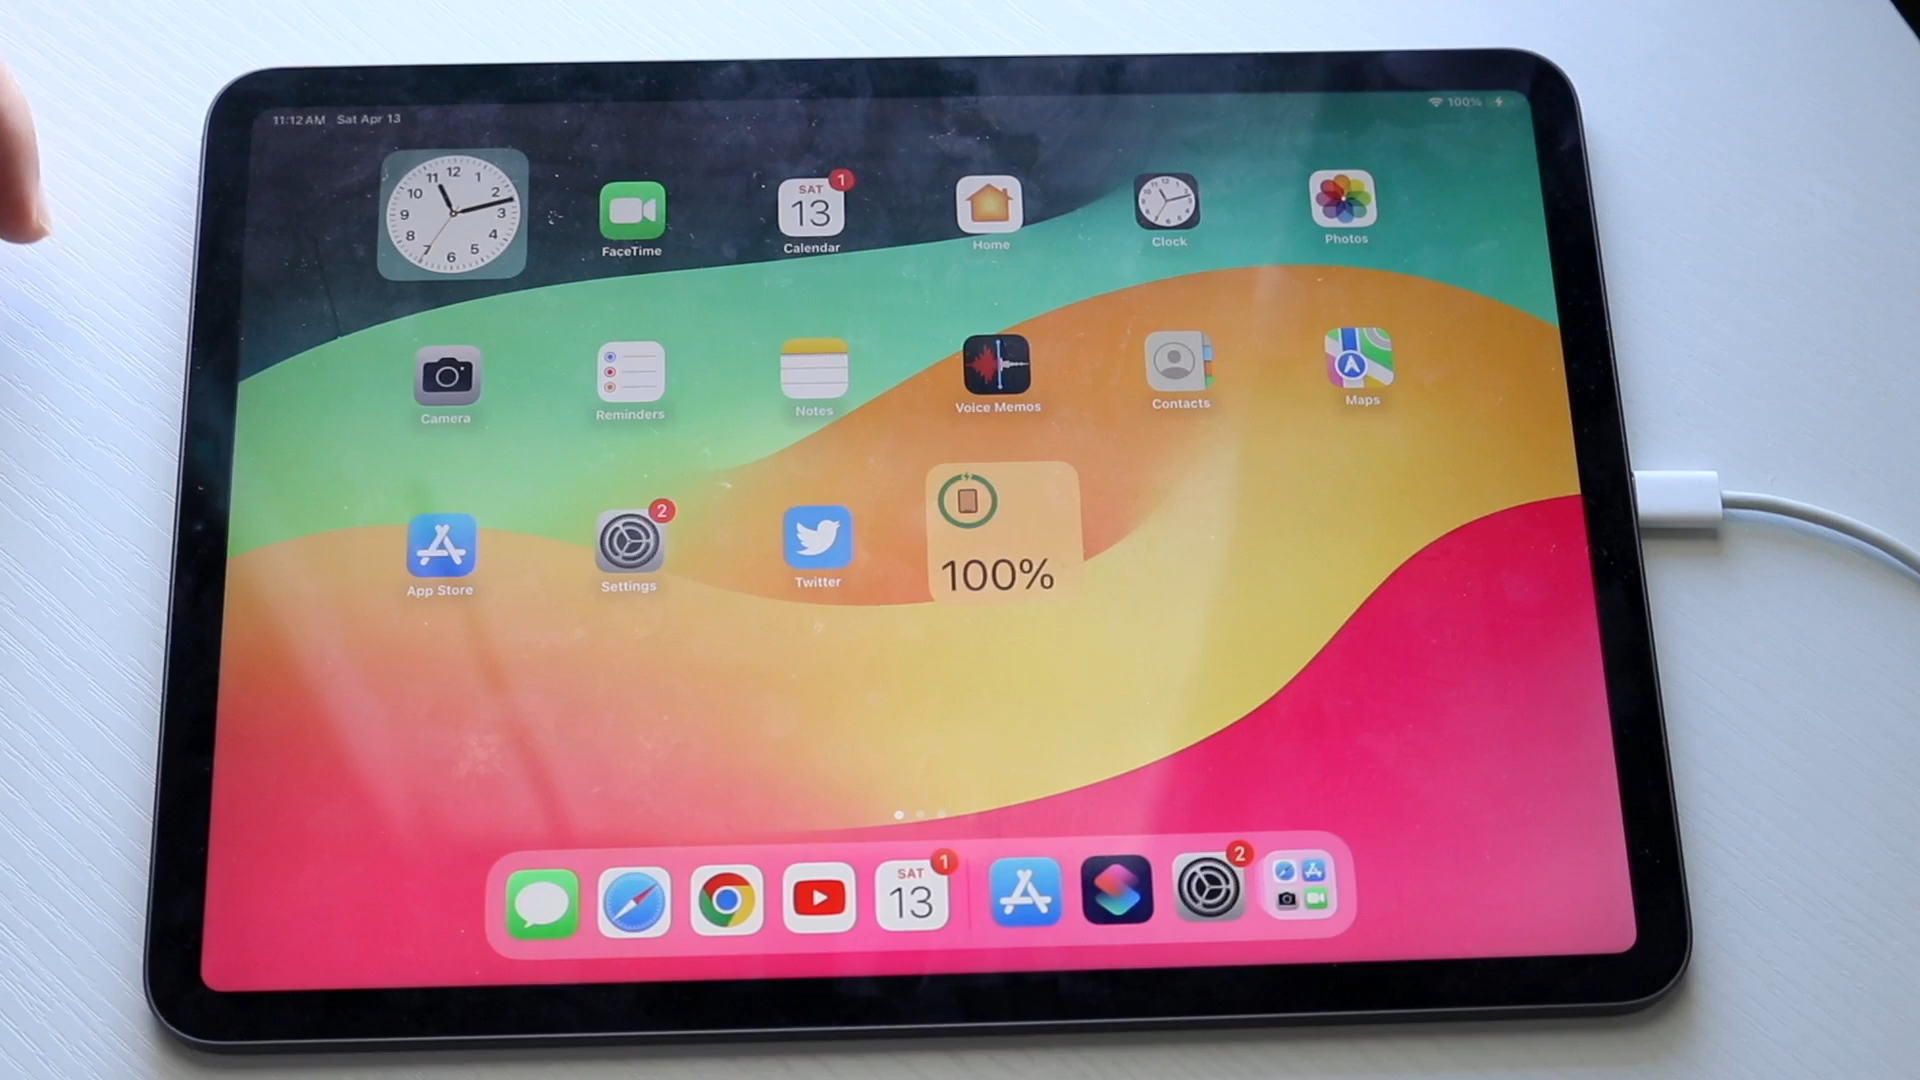 11:12 AM Sat Apr 13
100%
12
11 1
10 2
9 3
8 4
7 5
6
FaceTime
SAT
13
1
Calendar
Home
Clock
Photos
Camera
Reminders
Notes
Voice Memos
Contacts
Maps
App Store
2
Settings
Twitter
100%
SAT
13
1
2